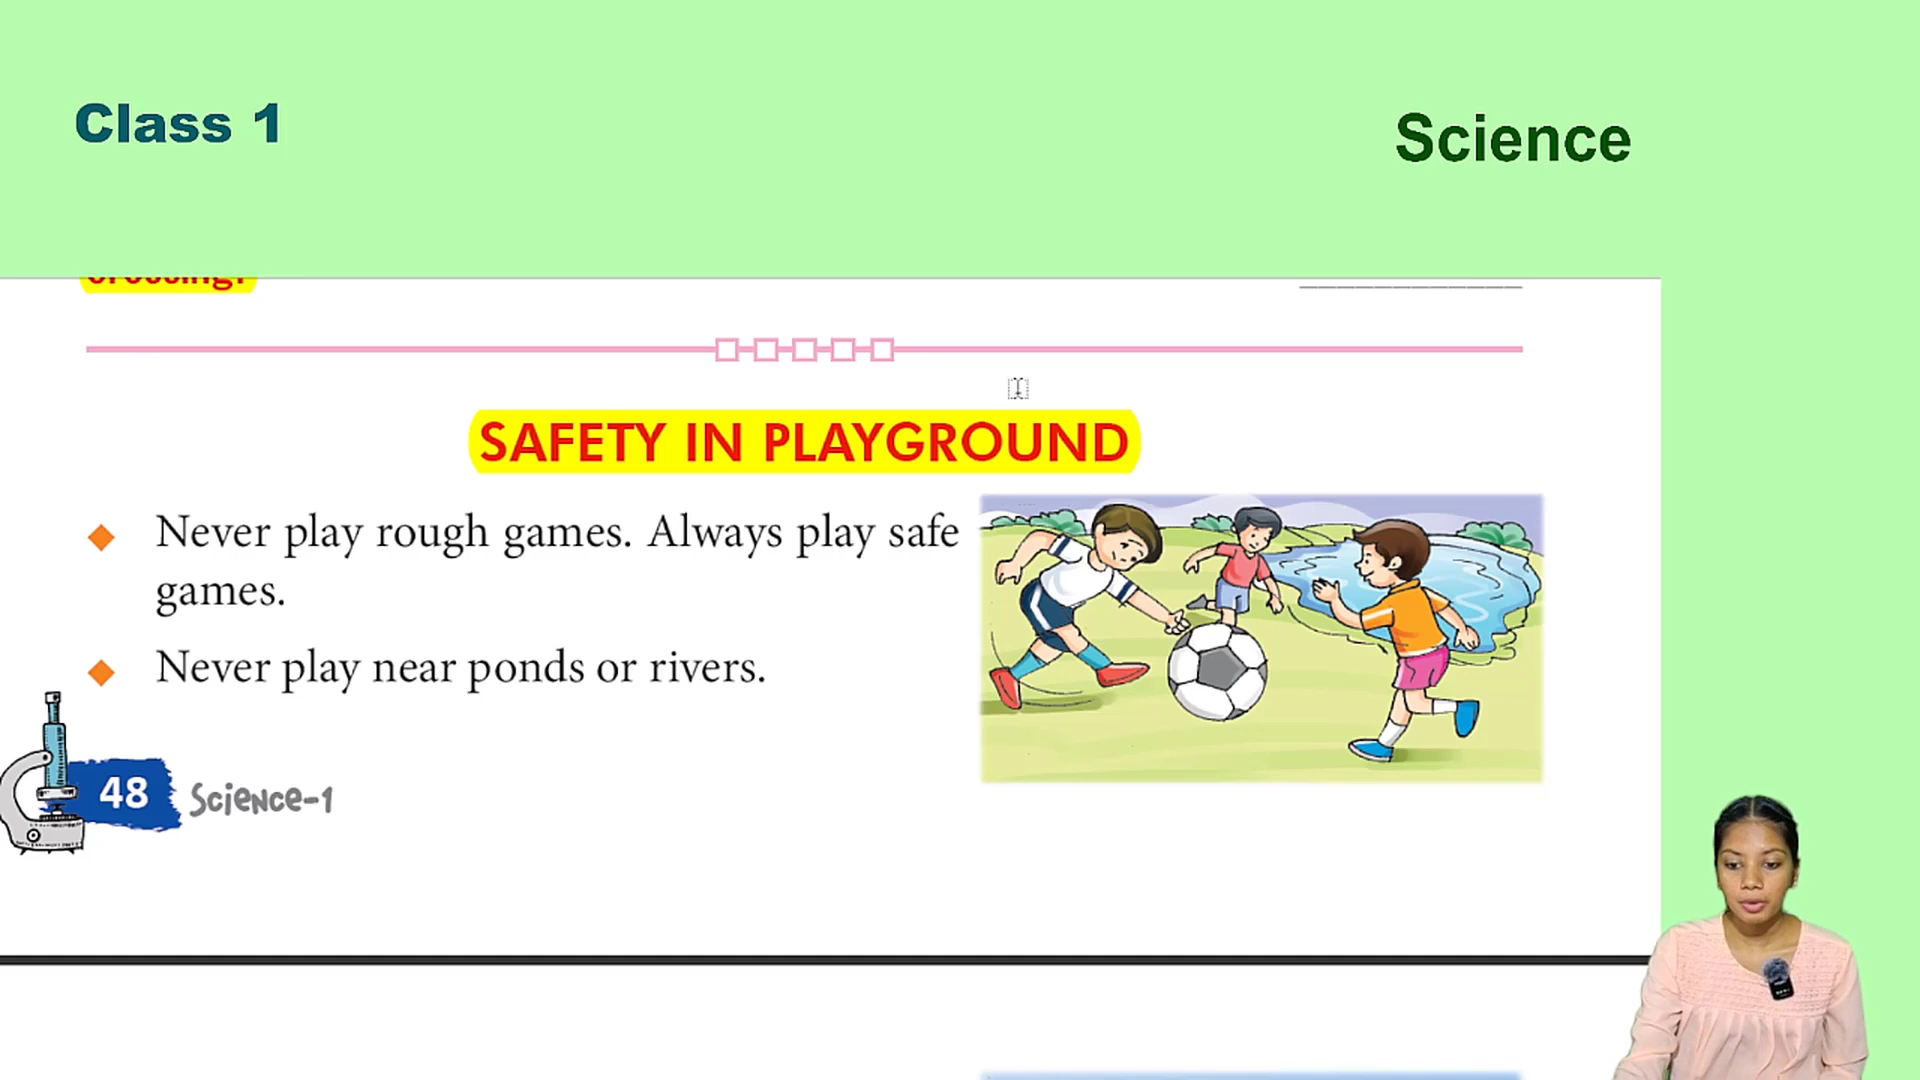 Class 1
Science
crossing.
SAFETY IN PLAYGROUND
Never play rough games. Always play safe
games.
Never play near ponds or rivers.
48 Science-1